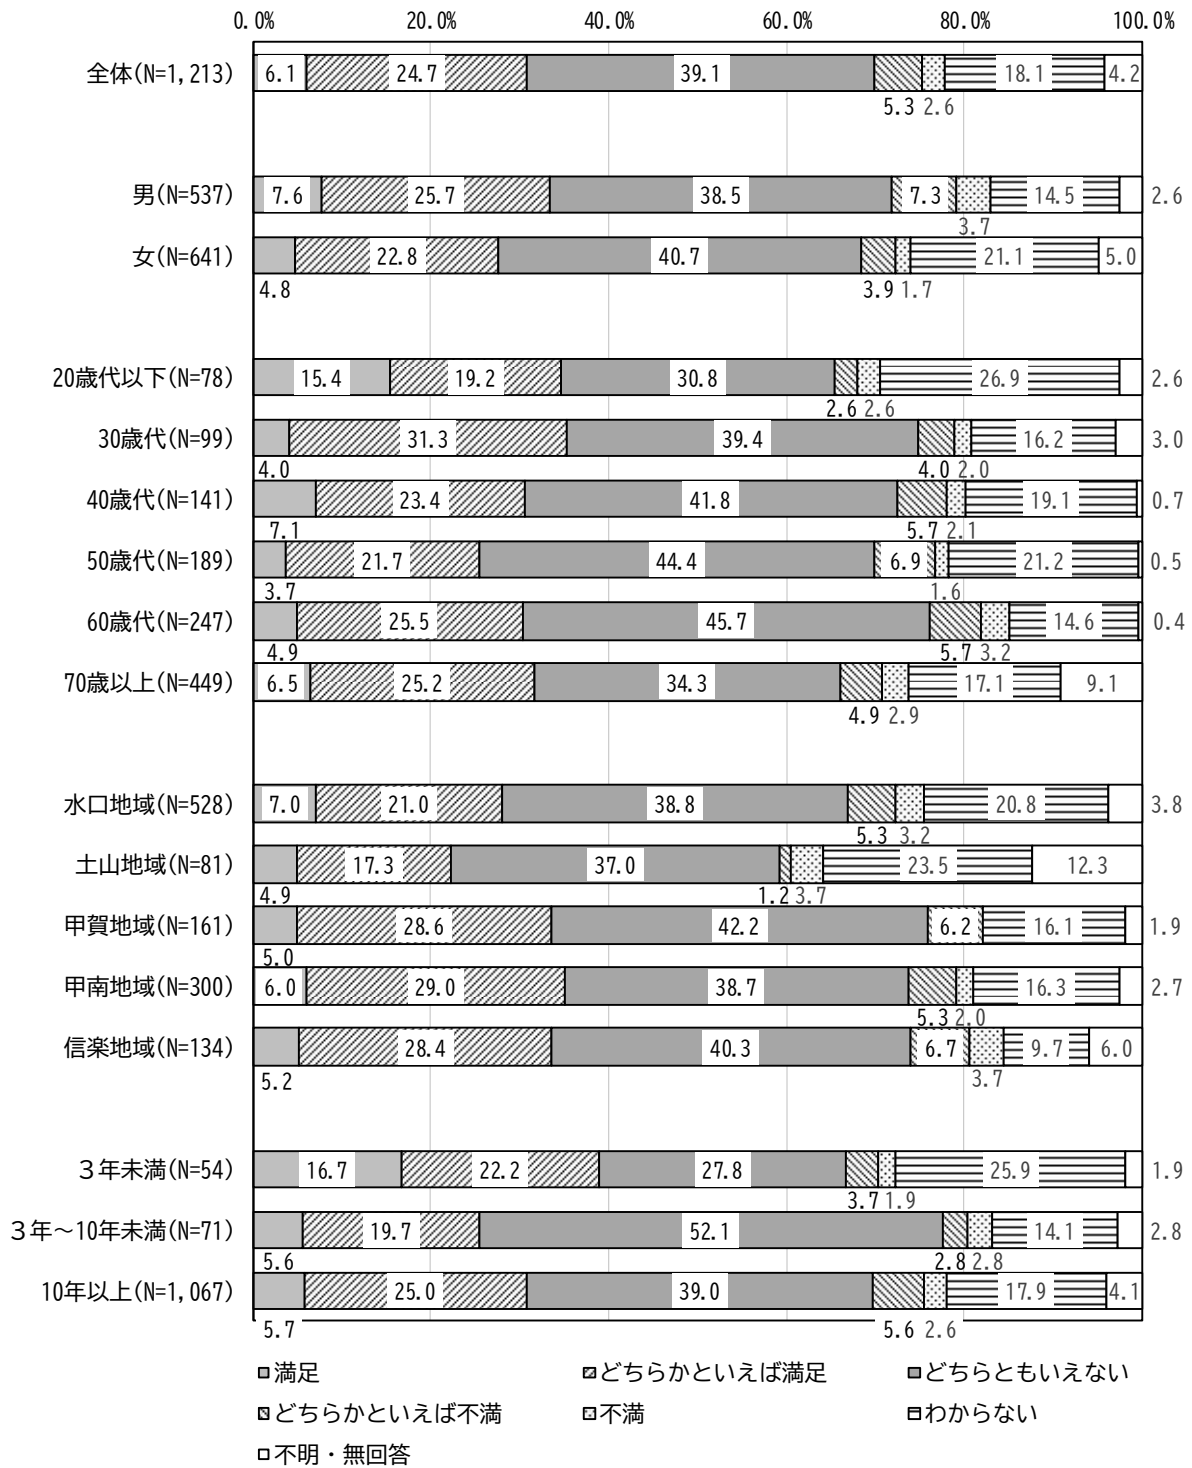 0.0% 20.0% 40.0% 60.0% 80.0% 100.0%
全体(N=1,213) 6.1 24.7 39.1 18.1 4.2
5.3 2.6
男(N=537) 7.6 25.7 38.5 7.3 14.5 2.6
3.7
女(N=641) 22.8 40.7 21.1 5.0
4.8 3.9 1.7
20歳代以下(N=78) 15.4 19.2 30.8 26.9 2.6
2.6 2.6
30歳代(N=99) 31.3 39.4 16.2 3.0
4.0 4.0 2.0
40歳代(N=141) 23.4 41.8 19.1 0.7
7.1 5.7 2.1
50歳代(N=189) 21.7 44.4 6.9 21.2 0.5
3.7 1.6
60歳代(N=247) 25.5 45.7 14.6 0.4
4.9 5.7 3.2
70歳以上(N=449) 6.5 25.2 34.3 17.1 9.1
4.9 2.9
水口地域(N=528) 7.0 21.0 38.8 20.8 3.8
5.3 3.2
土山地域(N=81) 17.3 37.0 23.5 12.3
4.9 1.2 3.7
甲賀地域(N=161) 28.6 42.2 6.2 16.1 1.9
5.0
甲南地域(N=300) 6.0 29.0 38.7 16.3 2.7
5.3 2.0
信楽地域(N=134) 28.4 40.3 6.7 9.7 6.0
5.2 3.7
３年未満(N=54) 16.7 22.2 27.8 25.9 1.9
3.7 1.9
３年～10年未満(N=71) 19.7 52.1 14.1 2.8
5.6 2.8 2.8
10年以上(N=1,067) 25.0 39.0 17.9 4.1
5.7 5.6 2.6
満足 どちらかといえば満足 どちらともいえない
どちらかといえば不満 不満 わからない
不明・無回答